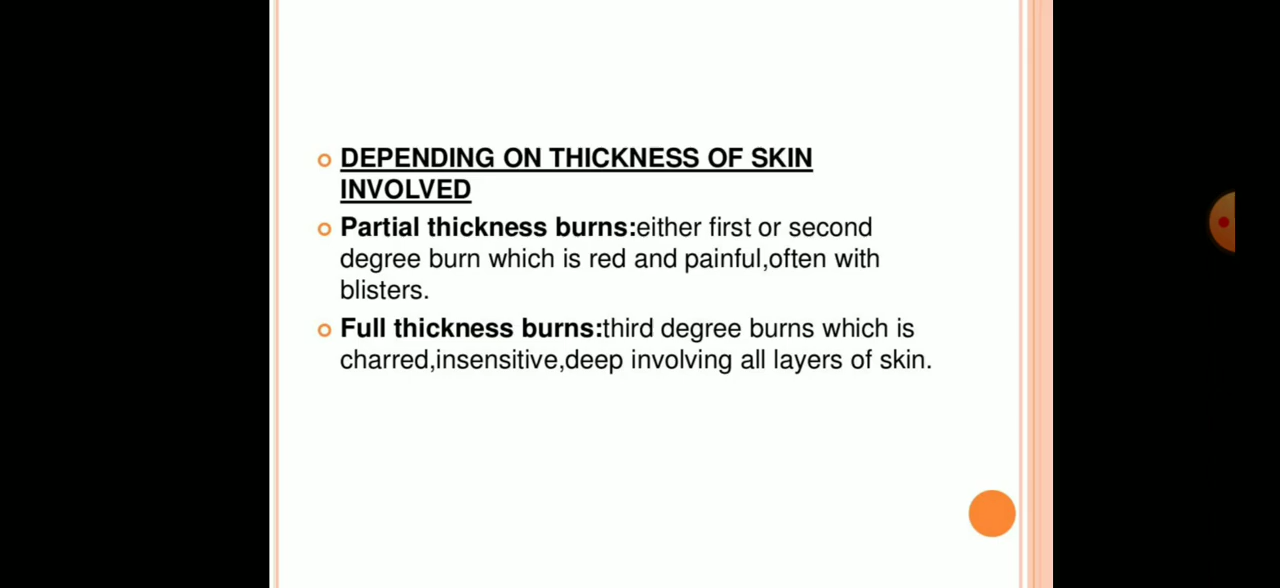 DEPENDING ON THICKNESS OF SKIN
INVOLVED
Partial thickness burns:either first or second
degree burn which is red and painful,often with
blisters.
Full thickness burns:third degree burns which is
charred,insensitive,deep involving all layers of skin.